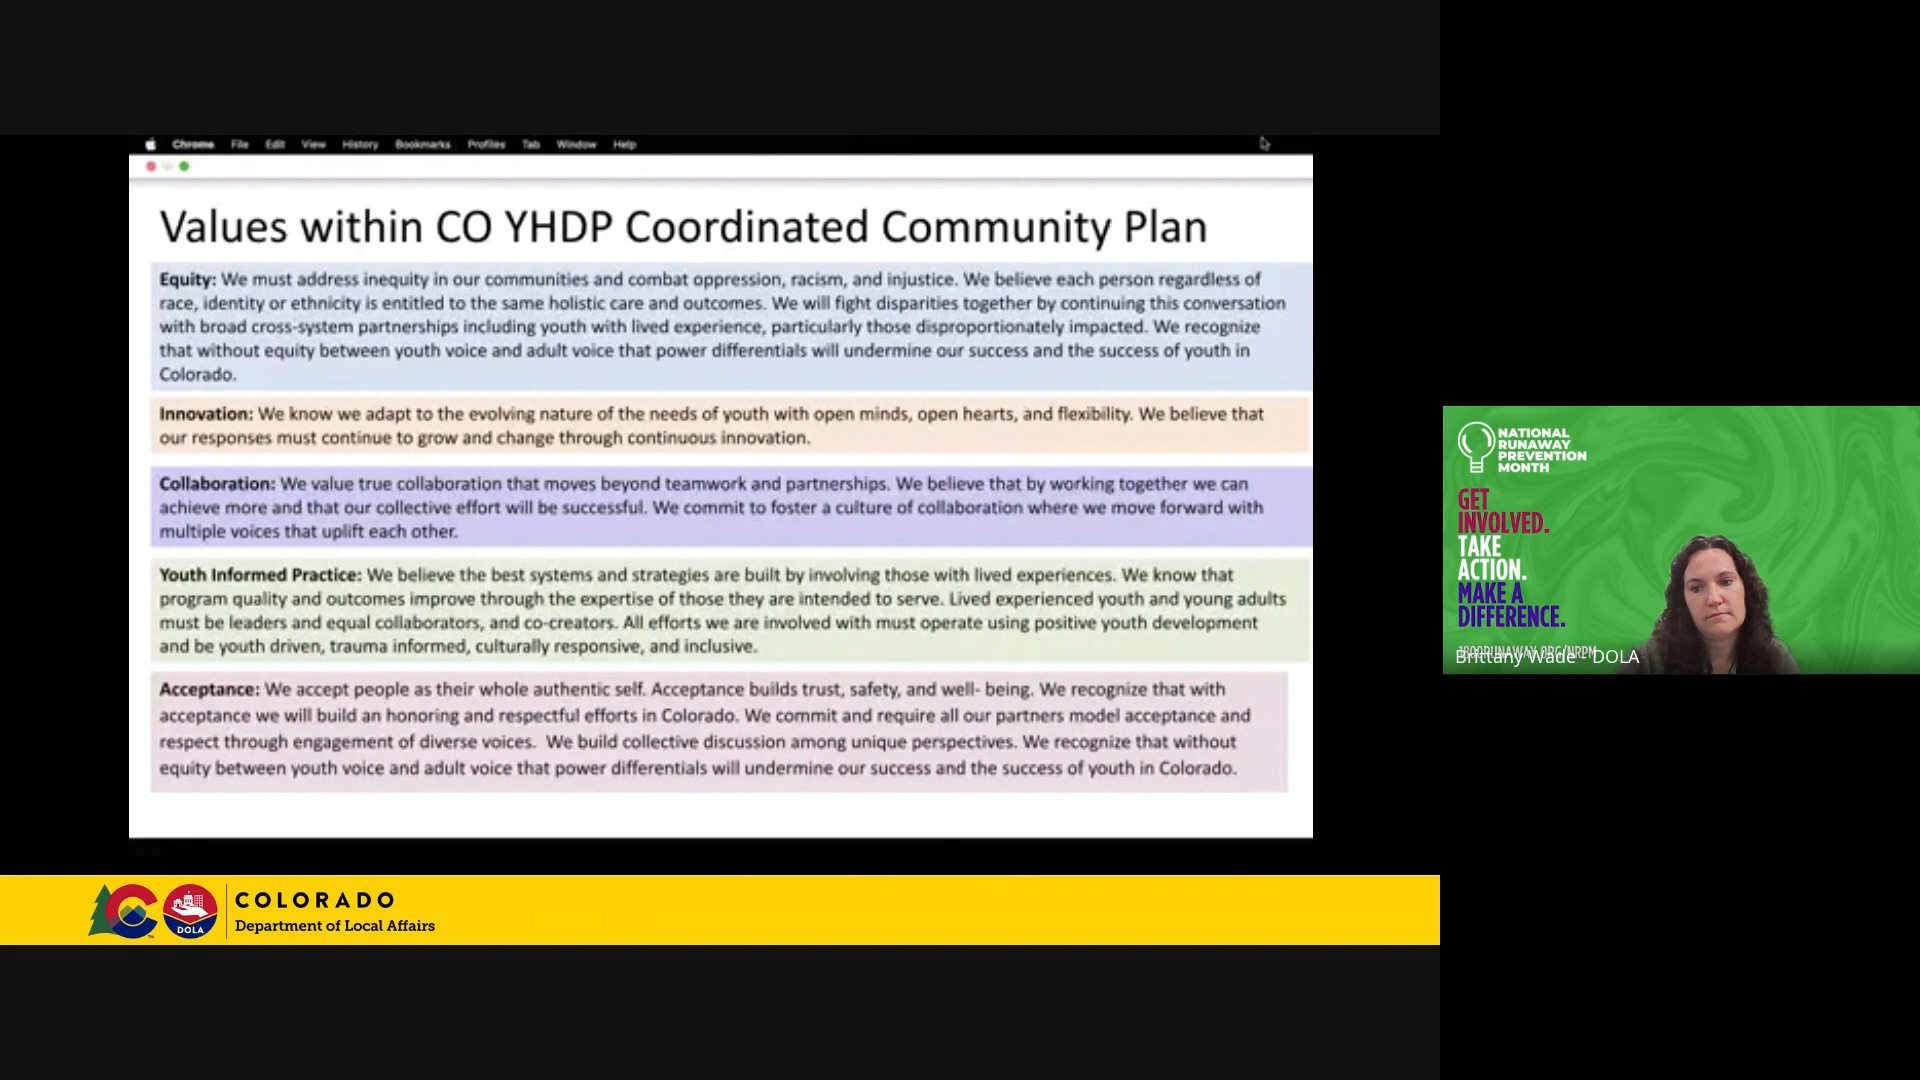 Chrome File Edit View History Bookmarks Profiles Tab Window Help
Values within CO YHDP Coordinated Community Plan
Equity: We must address inequity in our communities and combat oppression, racism, and injustice. We believe each person regardless of
race, identity or ethnicity is entitled to the same holistic care and outcomes. We will fight disparities together by continuing this conversation
with broad cross-system partnerships including youth with lived experience, particularly those disproportionately impacted. We recognize
that without equity between youth voice and adult voice that power differentials will undermine our success and the success of youth in
Colorado.
Innovation: We know we adapt to the evolving nature of the needs of youth with open minds, open hearts, and flexibility. We believe that
our responses must continue to grow and change through continuous innovation.
Collaboration: We value true collaboration that moves beyond teamwork and partnerships. We believe that by working together we can
achieve more and that our collective effort will be successful. We commit to foster a culture of collaboration where we move forward with
multiple voices that uplift each other.
Youth Informed Practice: We believe the best systems and strategies are built by involving those with lived experiences. We know that
program quality and outcomes improve through the expertise of those they are intended to serve. Lived experienced youth and young adults
must be leaders and equal collaborators, and co-creators. All efforts we are involved with must operate using positive youth development
and be youth driven, trauma informed, culturally responsive, and inclusive.
Acceptance: We accept people as their whole authentic self. Acceptance builds trust, safety, and well- being. We recognize that with
acceptance we will build an honoring and respectful efforts in Colorado. We commit and require all our partners model acceptance and
respect through engagement of diverse voices. We build collective discussion among unique perspectives. We recognize that without
equity between youth voice and adult voice that power differentials will undermine our success and the success of youth in Colorado.
DOLA
COLORADO
Department of Local Affairs
NATIONAL
RUNAWAY
PREVENTION
MONTH
GET
INVOLVED.
TAKE
ACTION.
MAKE A
DIFFERENCE.
Brittany Wade - DOLA